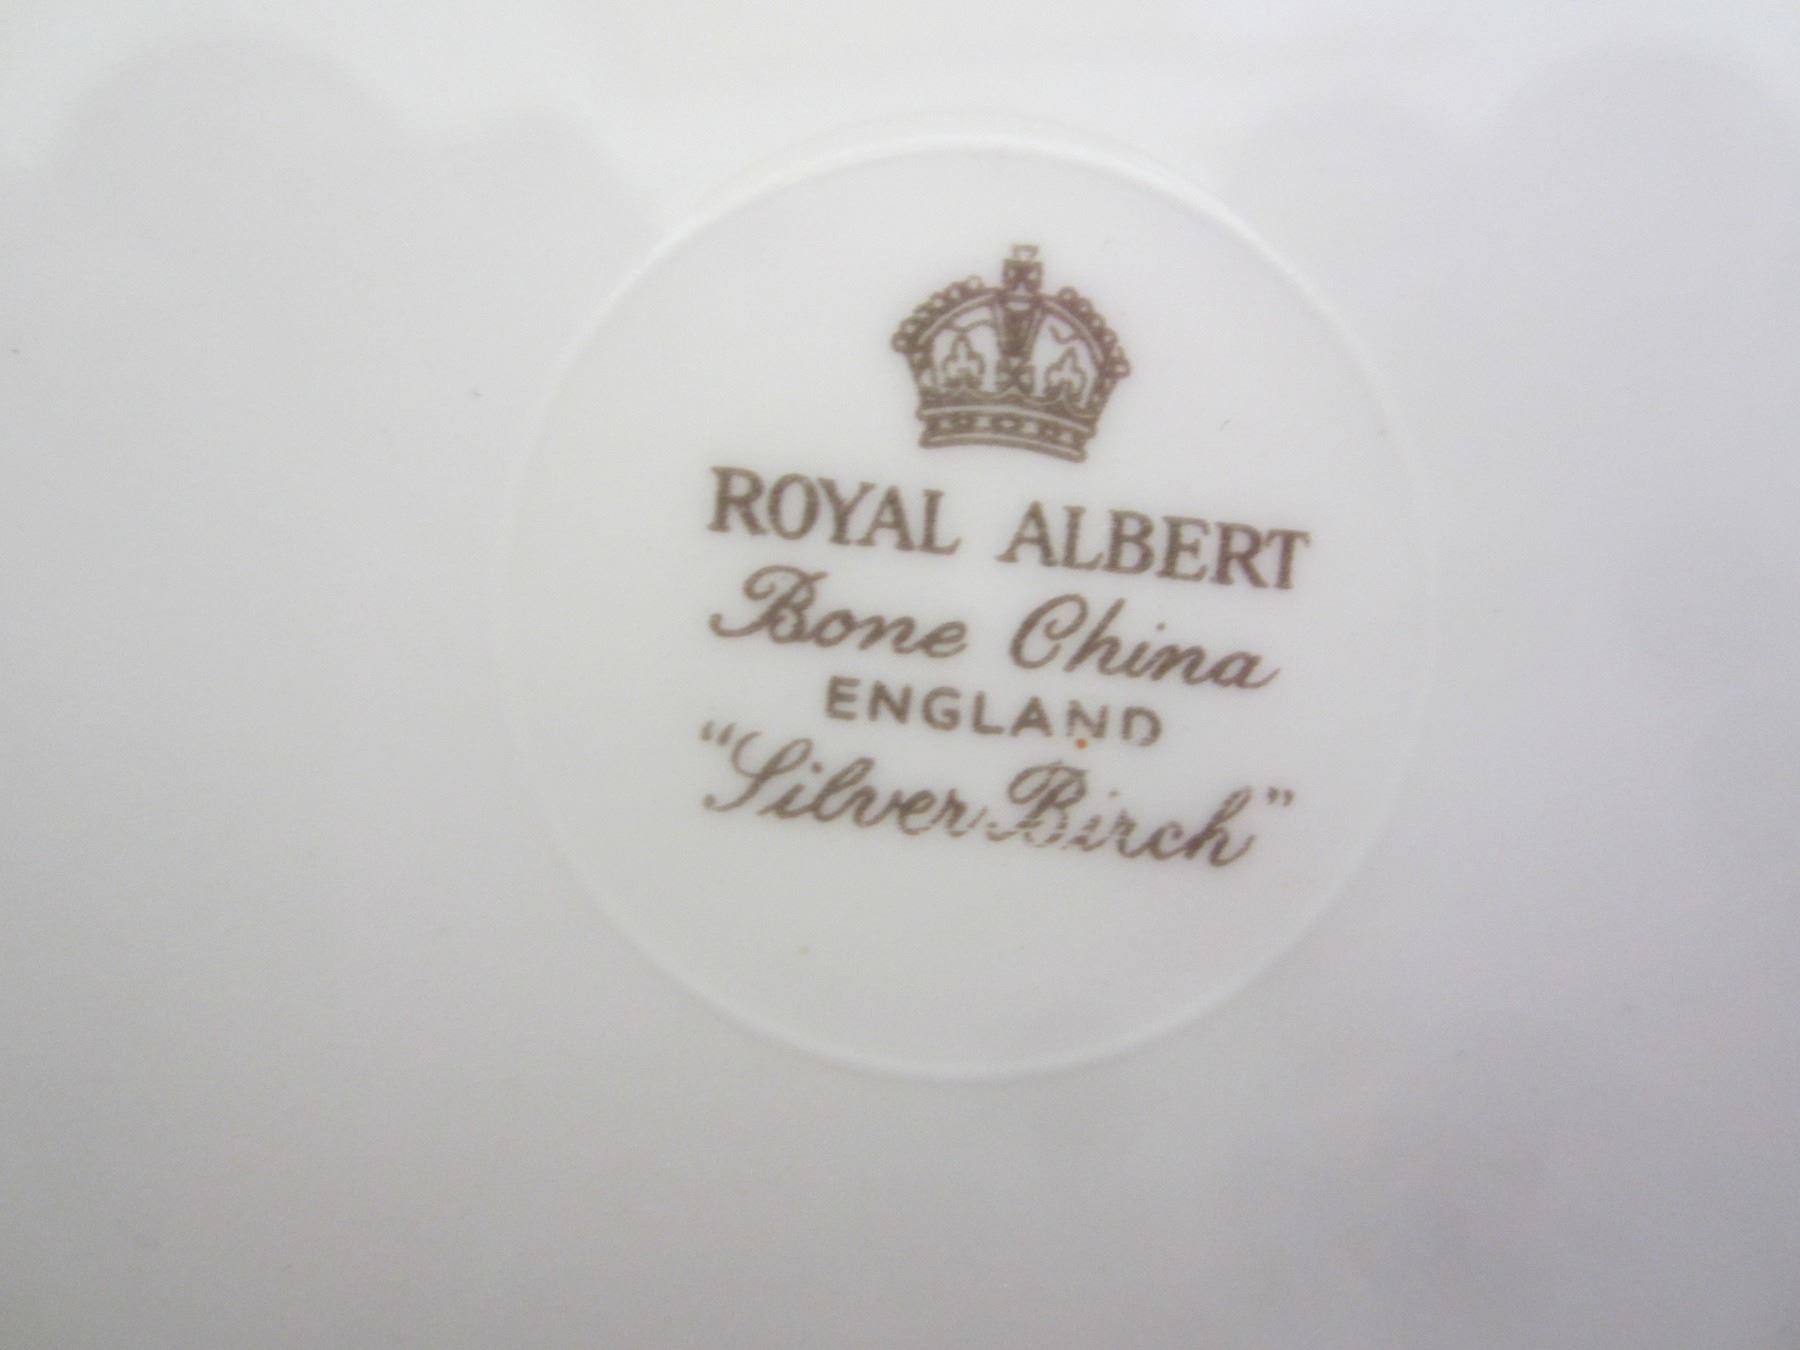 ROYAL ALBERT
Bone China
ENGLAND
"Silver Birch"